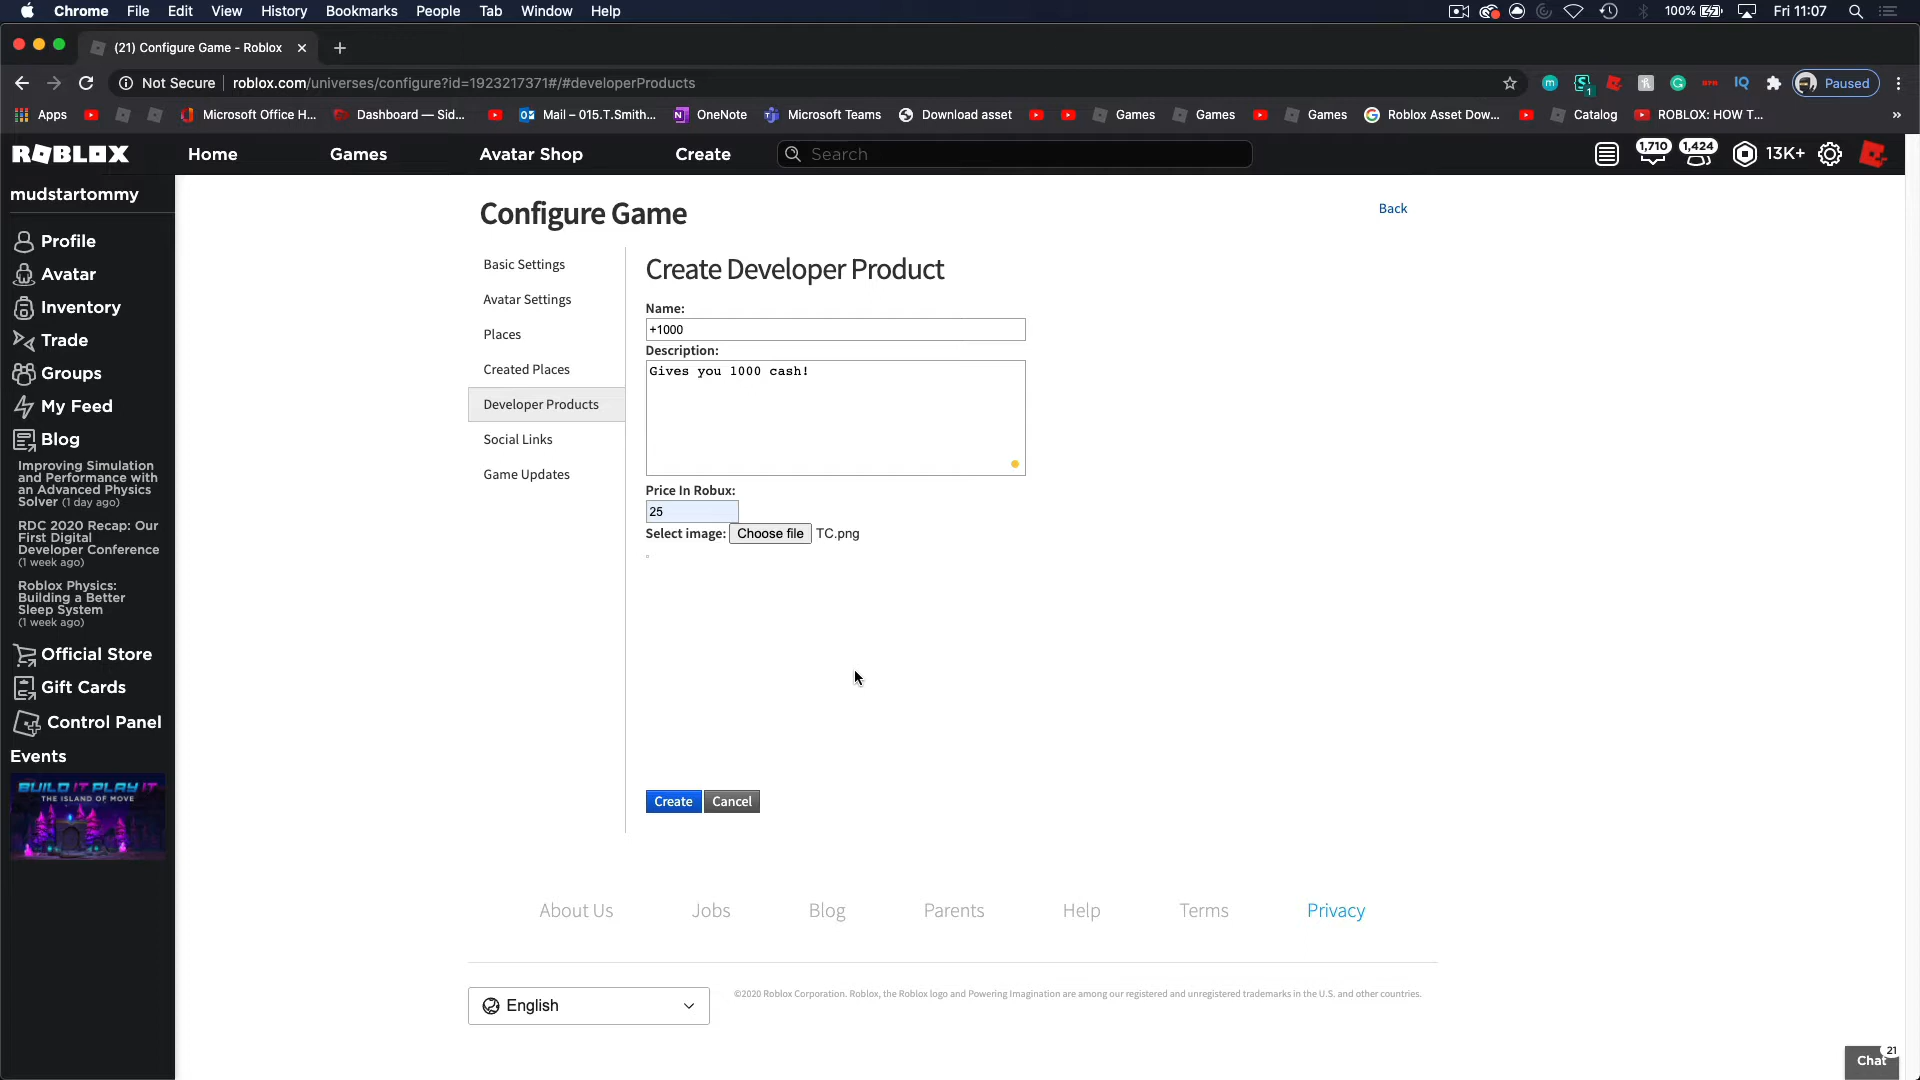 Chrome File Edit View History Bookmarks People Tab Window Help 100% Fri 11:07
(21) Configure Game - Roblox
Not Secure roblox.com/universes/configure?id=1923217371#/#developerProducts Paused
Apps Microsoft Office H... Dashboard — Sid... Mail – 015.T.Smith... OneNote Microsoft Teams Download asset Games Games Games Roblox Asset Dow... Catalog ROBLOX: HOW T... »
ROBLOX Home Games Avatar Shop Create Search 1,710 1,424 13K+
mudstartommy
Profile
Avatar
Inventory
Trade
Groups
My Feed
Blog
Improving Simulation
and Performance with
an Advanced Physics
Solver (1 day ago)
RDC 2020 Recap: Our
First Digital
Developer Conference
(1 week ago)
Roblox Physics:
Building a Better
Sleep System
(1 week ago)
Official Store
Gift Cards
Control Panel
Events
BUILD IT PLAY IT
THE ISLAND OF MOVE
Configure Game
Back
Basic Settings
Avatar Settings
Places
Created Places
Developer Products
Social Links
Game Updates
Create Developer Product
Name:
+1000
Description:
Gives you 1000 cash!
Price In Robux:
25
Select image: Choose file TC.png
Create Cancel
About Us Jobs Blog Parents Help Terms Privacy
English
©2020 Roblox Corporation. Roblox, the Roblox logo and Powering Imagination are among our registered and unregistered trademarks in the U.S. and other countries.
Chat 21